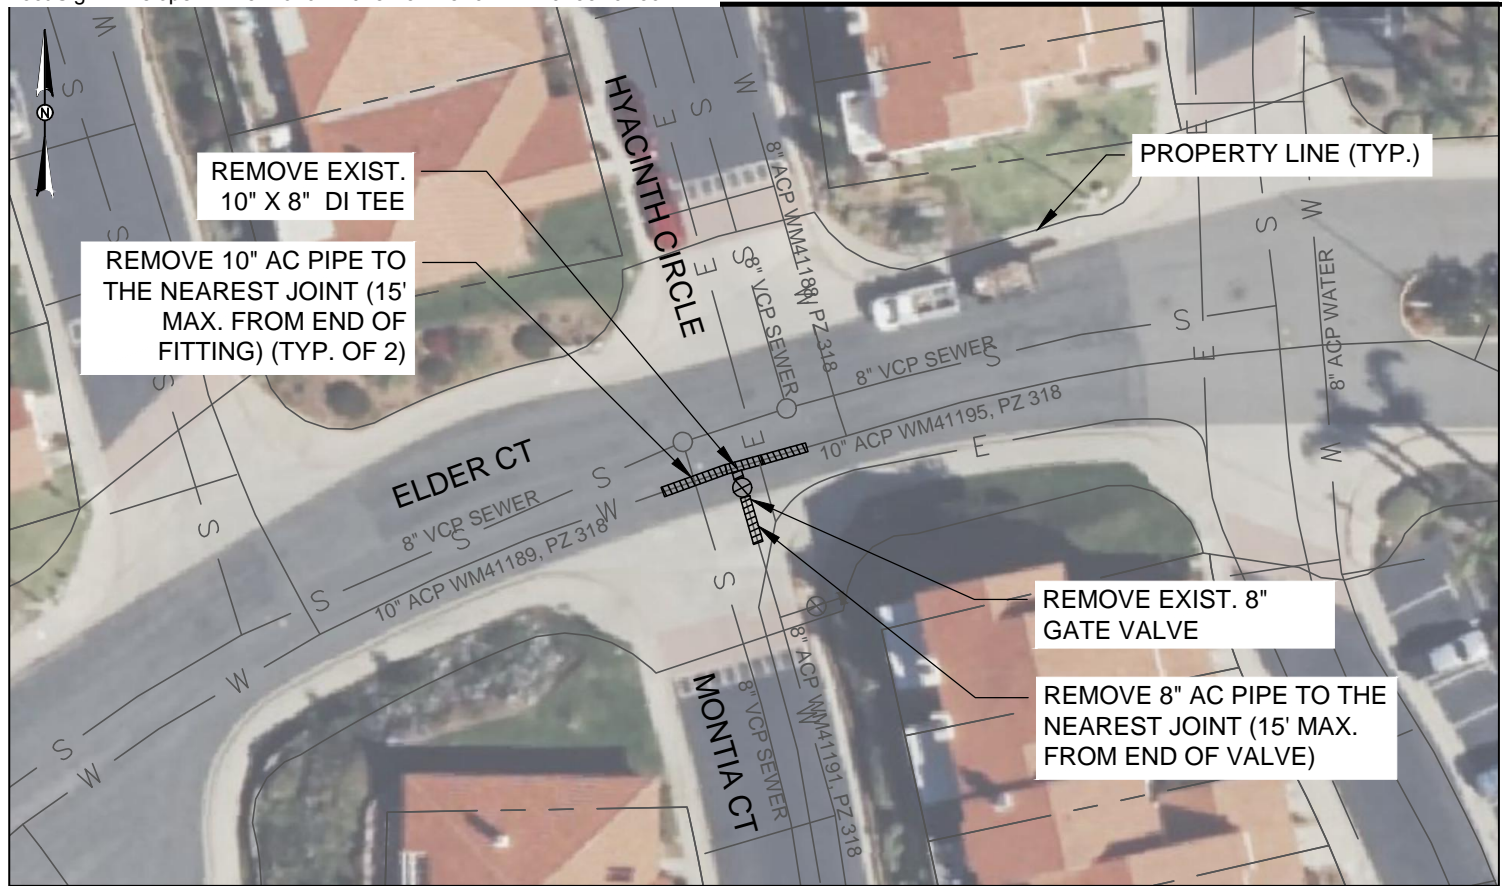 N
HYACINTH CIRCLE
REMOVE EXIST.
10" X 8" DI TEE
REMOVE 10" AC PIPE TO
THE NEAREST JOINT (15'
MAX. FROM END OF
FITTING) (TYP. OF 2)
PROPERTY LINE (TYP.)
8" ACP WM41188, PZ 318
8" VCP SEWER
8" VCP SEWER
8" ACP WATER
10" ACP WM41195, PZ 318
ELDER CT
8" VCP SEWER
10" ACP WM41189, PZ 318
REMOVE EXIST. 8"
GATE VALVE
REMOVE 8" AC PIPE TO THE
NEAREST JOINT (15' MAX.
FROM END OF VALVE)
MONTIA CT
8" VCP SEWER
8" ACP WM41191, PZ 318
W
S
S
S
S
S
S
W
S
W
S
S
W
E
S
W
E
S
W
E
S
E
S
S
E
E
E
S
W
W
W
W